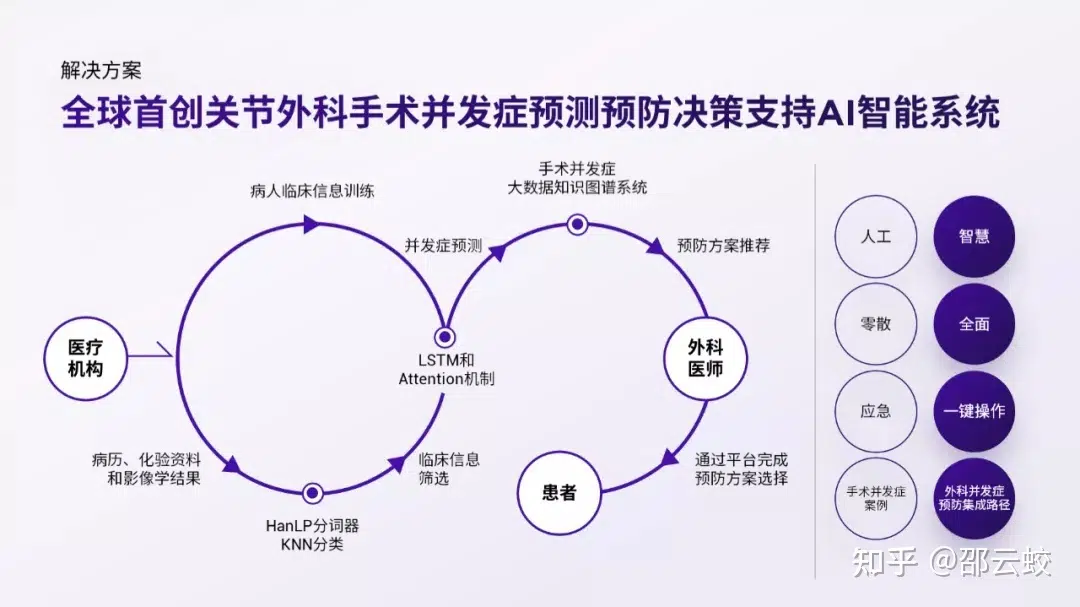 解决方案
全球首创关节外科手术并发症预测预防决策支持AI智能系统
病人临床信息训练
手术并发症
大数据知识图谱系统
并发症预测
预防方案推荐
医疗
机构
LSTM和
Attention机制
外科
医师
病历、化验资料
和影像学结果
临床信息
筛选
HanLP分词器
KNN分类
患者
通过平台完成
预防方案选择
人工
智慧
零散
全面
应急
一键操作
手术并发症
案例
外科并发症
预防集成路径
知乎 @邵云蛟